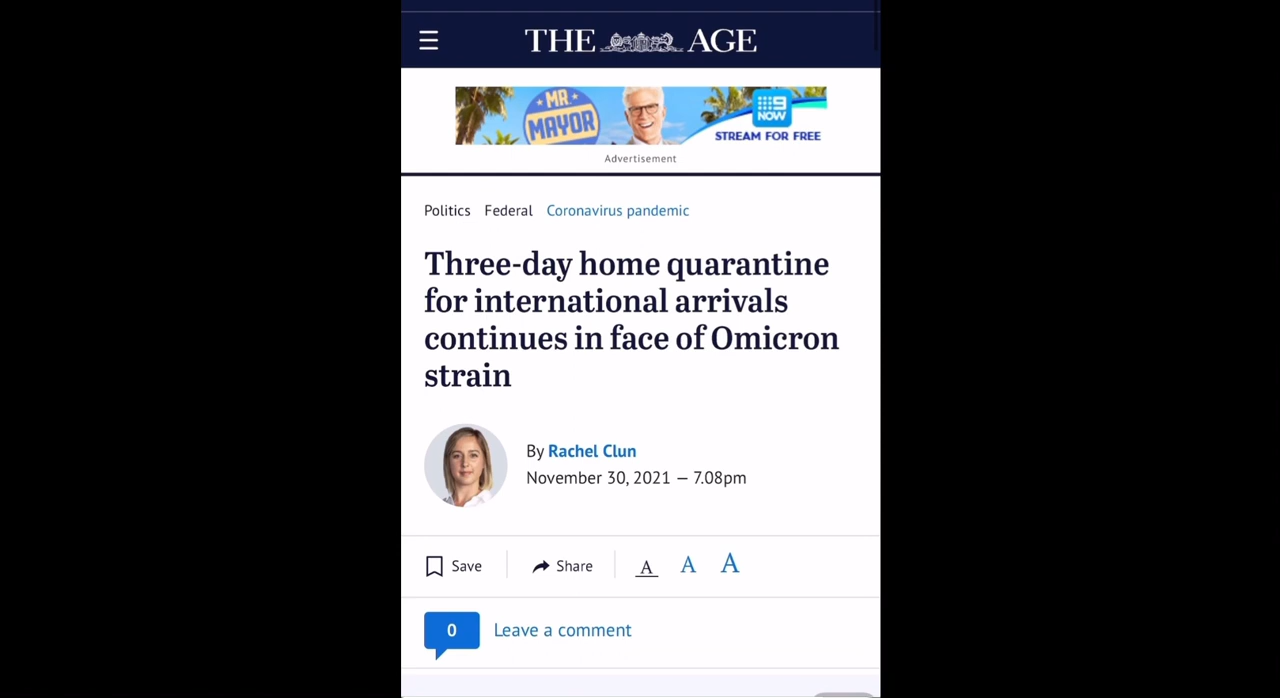 THE AGE
MR.
MAYOR
9
NOW
STREAM FOR FREE
Advertisement
Politics Federal Coronavirus pandemic
Three-day home quarantine
for international arrivals
continues in face of Omicron
strain
By Rachel Clun
November 30, 2021 — 7.08pm
Save Share A A A
0 Leave a comment